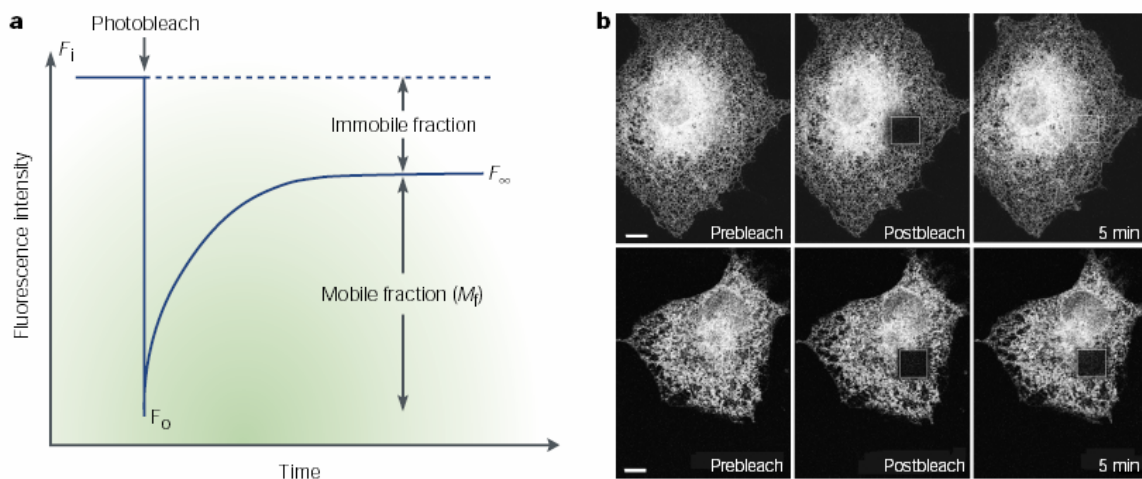 a
Photobleach
Fi
Immobile fraction
F∞
Mobile fraction (Mf)
Fo
Fluorescence intensity
Time
b
Prebleach
Postbleach
5 min
Prebleach
Postbleach
5 min